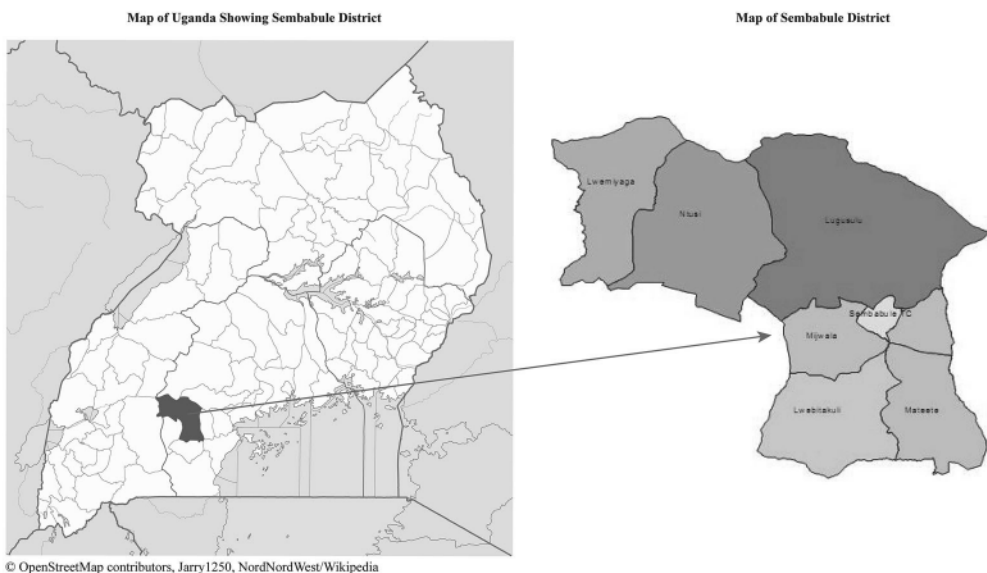 Map of Uganda Showing Sembabule District
Map of Sembabule District
Lwemiyaga
Ntusi
Lugusulu
Sembabule TC
Mijwala
Lwebitakuli
Mateete
© OpenStreetMap contributors, Jarry1250, NordNordWest/Wikipedia